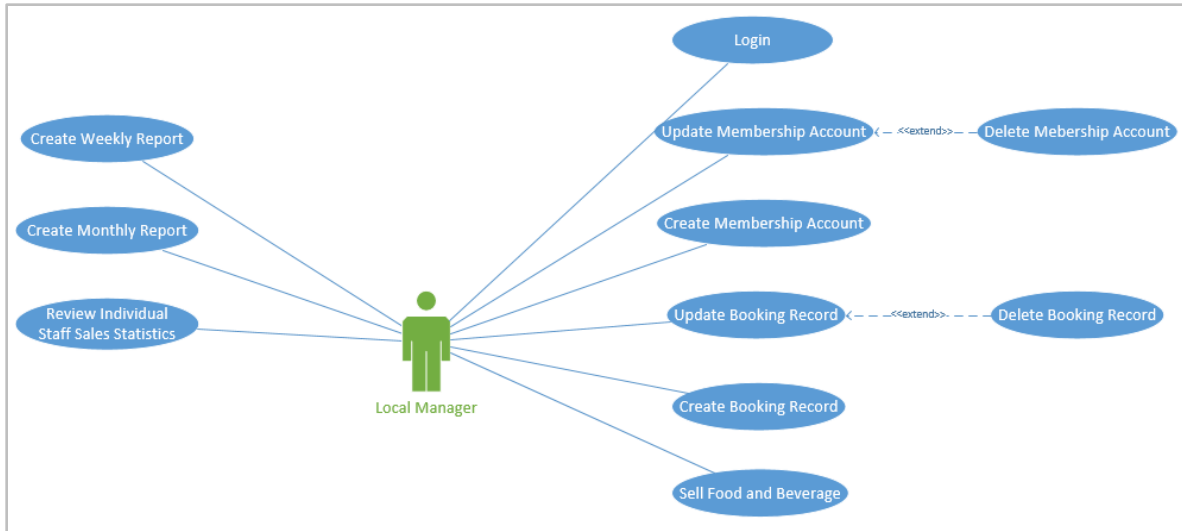 Login
Create Weekly Report
Update Membership Account
<<extend>>
Delete Mebership Account
Create Monthly Report
Create Membership Account
Review Individual
Staff Sales Statistics
Update Booking Record
<<extend>>
Delete Booking Record
Local Manager
Create Booking Record
Sell Food and Beverage